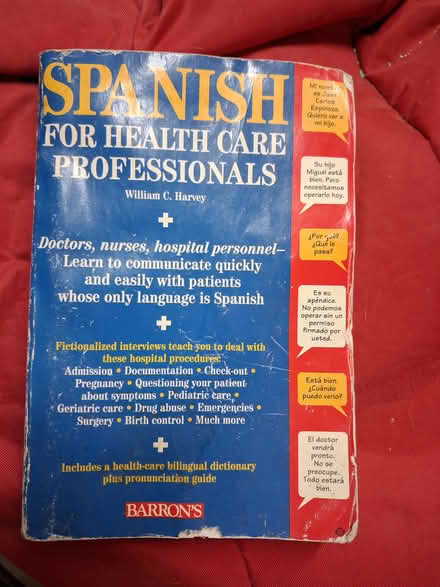 SPANISH
FOR HEALTH CARE
PROFESSIONALS
William C. Harvey
Doctors, nurses, hospital personnel–
Learn to communicate quickly
and easily with patients
whose only language is Spanish
Fictionalized interviews teach you to deal with
these hospital procedures:
Admission • Documentation • Check-out •
Pregnancy • Questioning your patient
about symptoms • Pediatric care •
Geriatric care • Drug abuse • Emergencies •
Surgery • Birth control • Much more
Includes a health-care bilingual dictionary
plus pronunciation guide
BARRON'S
Mi nombre
es Juan
Carlos
Espinoza.
Quiero ver a
mi hijo.
Su hijo
Miguel está
bien. Pero
necesitamos
operarlo hoy.
¿Por qué?
¿Qué le
pasa?
Es su
apéndice.
No podemos
operar sin un
permiso
firmado por
usted.
Está bien.
¿Cuándo
puedo verlo?
El doctor
vendrá
pronto.
No se
preocupe.
Todo estará
bien.